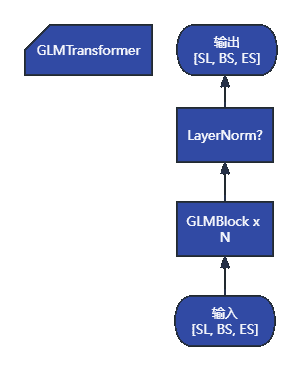 GLMTransformer
输出
[SL, BS, ES]
LayerNorm?
GLMBlock x
N
输入
[SL, BS, ES]